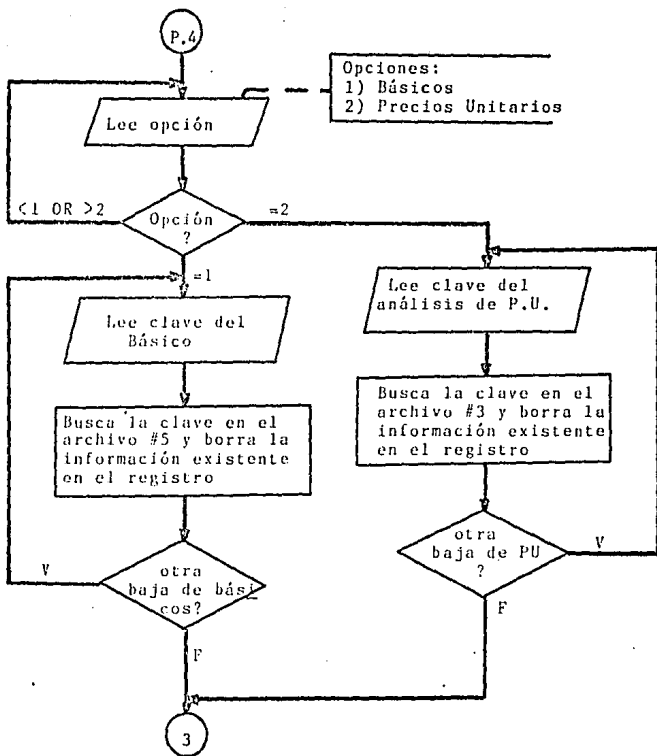 P.4
Opciones:
1) Básicos
2) Precios Unitarios
Lee opción
<1 OR >2
Opción
?
=2
=1
Lee clave del
Básico
Lee clave del
análisis de P.U.
Busca la clave en el
archivo #5 y borra la
información existente
en el registro
Busca la clave en el
archivo #3 y borra la
información existente
en el registro
otra
baja de PU
?
V
F
otra
baja de bási
cos?
V
F
3